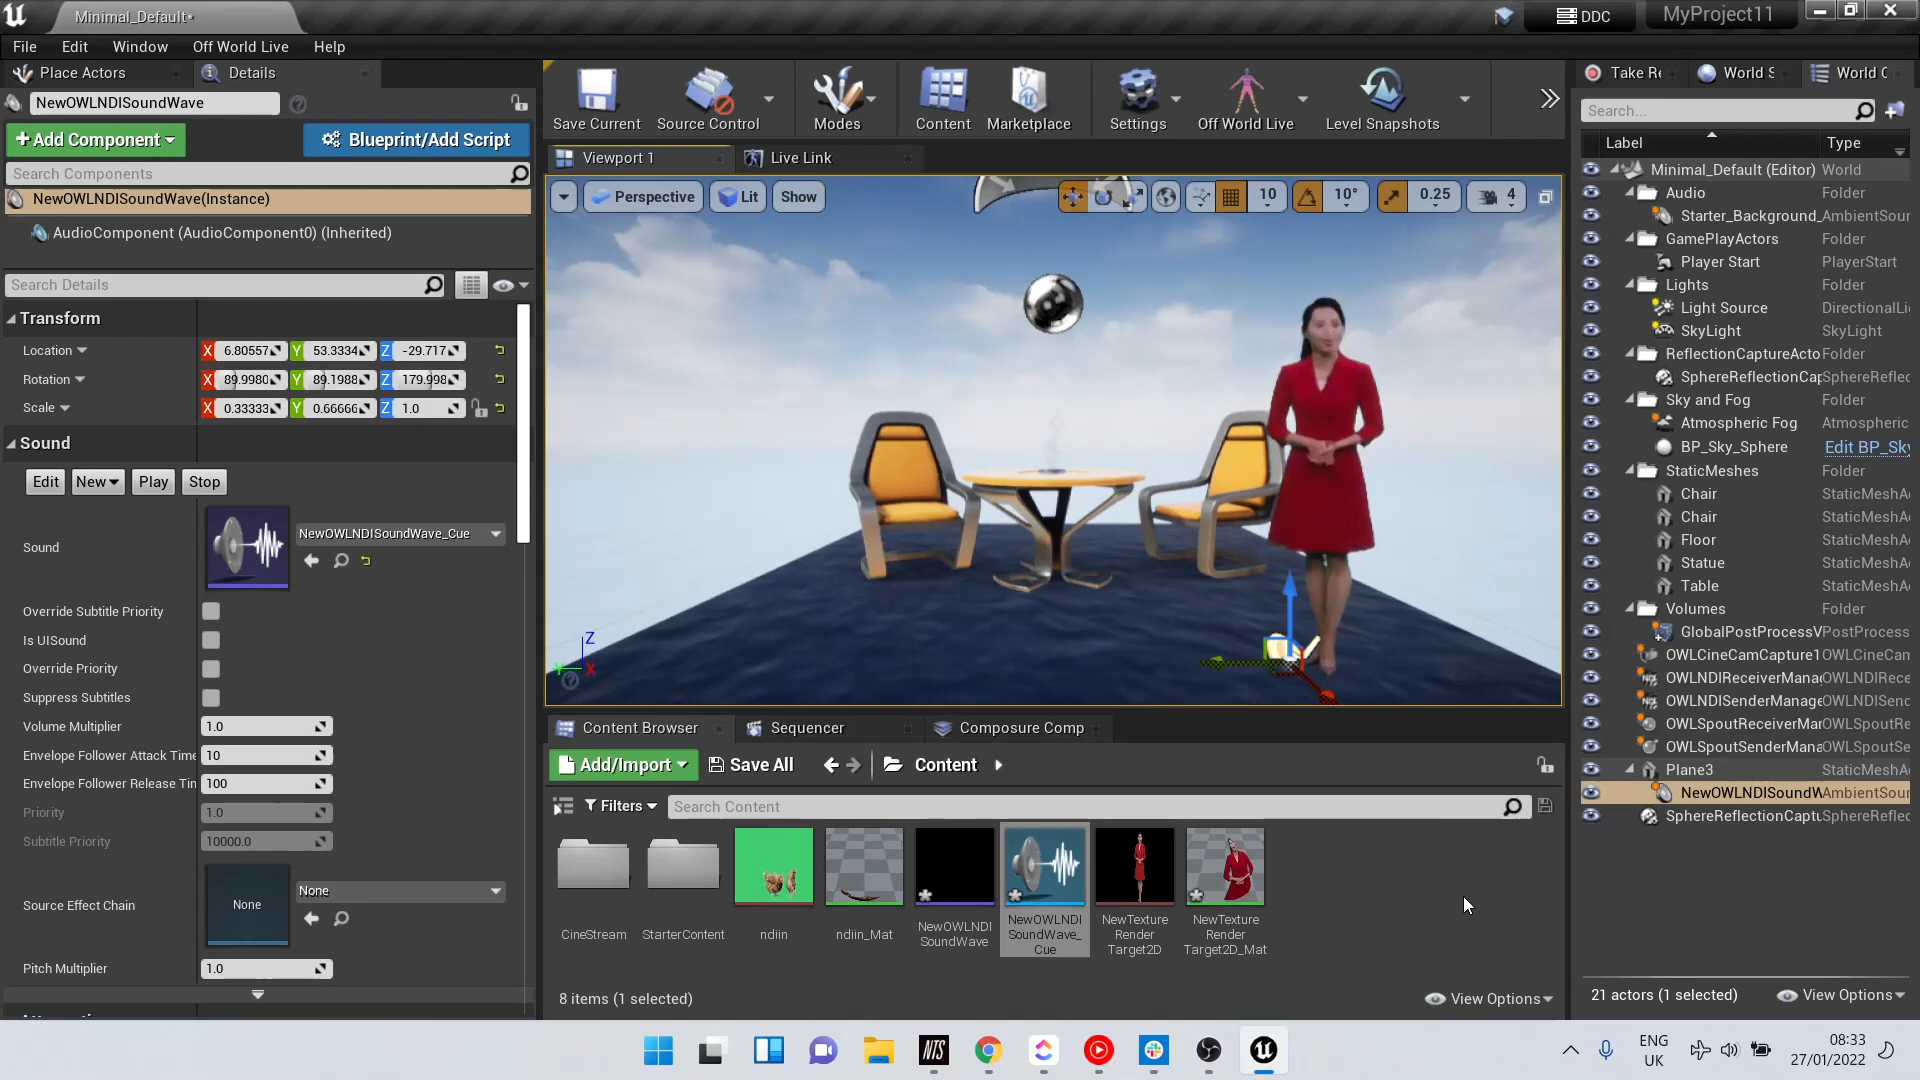 Minimal_Default*
DDC
MyProject11
File Edit Window Off World Live Help
Place Actors
Details
NewOWLNDISoundWave
Add Component
Blueprint/Add Script
Search Components
NewOWLNDISoundWave(Instance)
AudioComponent (AudioComponent0) (Inherited)
Search Details
Transform
Location X 6.80557 Y 53.3334 Z -29.717
Rotation X 89.9980 Y 89.1988 Z 179.998
Scale X 0.33333 Y 0.66666 Z 1.0
Sound
Edit New Play Stop
Sound
NewOWLNDISoundWave_Cue
Override Subtitle Priority
Is UISound
Override Priority
Suppress Subtitles
Volume Multiplier 1.0
Envelope Follower Attack Time 10
Envelope Follower Release Tin 100
Priority 1.0
Subtitle Priority 10000.0
Source Effect Chain
None
None
Pitch Multiplier 1.0
Save Current
Source Control
Modes
Content
Marketplace
Settings
Off World Live
Level Snapshots
Viewport 1
Live Link
Perspective
Lit
Show
10
10°
0.25
4
Z
Y
X
Content Browser
Sequencer
Composure Comp
Add/Import
Save All
Content
Filters
Search Content
CineStream
StarterContent
ndiin
ndiin_Mat
NewOWLNDI
SoundWave
NewOWLNDI
SoundWave_
Cue
NewTexture
Render
Target2D
NewTexture
Render
Target2D_Mat
8 items (1 selected)
View Options
Take Re
World S
World C
Search...
Label Type
Minimal_Default (Editor) World
Audio Folder
Starter_Background_ AmbientSour
GamePlayActors Folder
Player Start PlayerStart
Lights Folder
Light Source DirectionalLi
SkyLight SkyLight
ReflectionCaptureActo Folder
SphereReflectionCap SphereReflec
Sky and Fog Folder
Atmospheric Fog Atmospheric
BP_Sky_Sphere Edit BP_Sky
StaticMeshes Folder
Chair StaticMeshA
Chair StaticMeshA
Floor StaticMeshA
Statue StaticMeshA
Table StaticMeshA
Volumes Folder
GlobalPostProcessV PostProcess
OWLCineCamCapture1 OWLCineCam
OWLNDIReceiverManag OWLNDIRece
OWLNDISenderManage OWLNDISend
OWLSpoutReceiverMan OWLSpoutRe
OWLSpoutSenderMana OWLSpoutSe
Plane3 StaticMeshA
NewOWLNDISoundW AmbientSour
SphereReflectionCaptu SphereReflec
21 actors (1 selected)
View Options
NTS
ENG
UK
08:33
27/01/2022